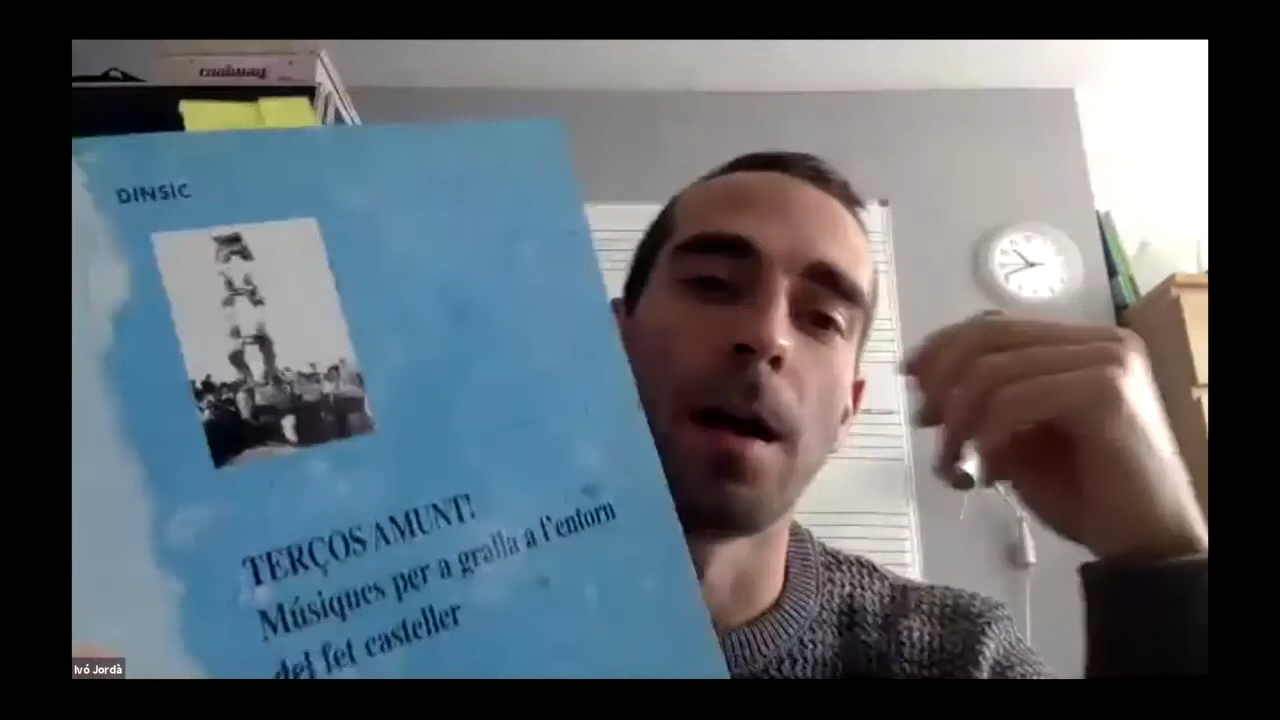 DINSIC
TERÇOS AMUNT!
Músiques per a gralla a l'entorn
del fet casteller
Ivó Jordà